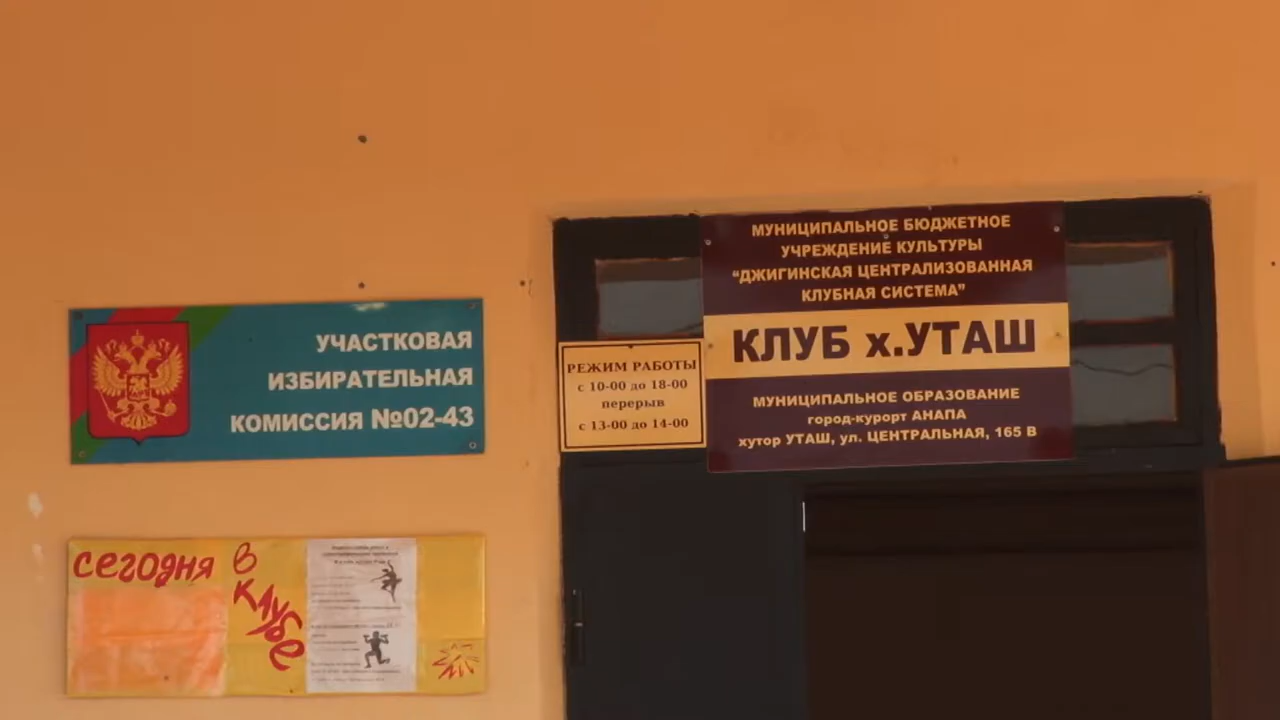 УЧАСТКОВАЯ
ИЗБИРАТЕЛЬНАЯ
КОМИССИЯ №02-43
сегодня в
клубе
РЕЖИМ РАБОТЫ
с 10-00 до 18-00
перерыв
с 13-00 до 14-00
МУНИЦИПАЛЬНОЕ БЮДЖЕТНОЕ
УЧРЕЖДЕНИЕ КУЛЬТУРЫ
“ДЖИГИНСКАЯ ЦЕНТРАЛИЗОВАННАЯ
КЛУБНАЯ СИСТЕМА”
КЛУБ х.УТАШ
МУНИЦИПАЛЬНОЕ ОБРАЗОВАНИЕ
город-курорт АНАПА
хутор УТАШ, ул. ЦЕНТРАЛЬНАЯ, 165 В